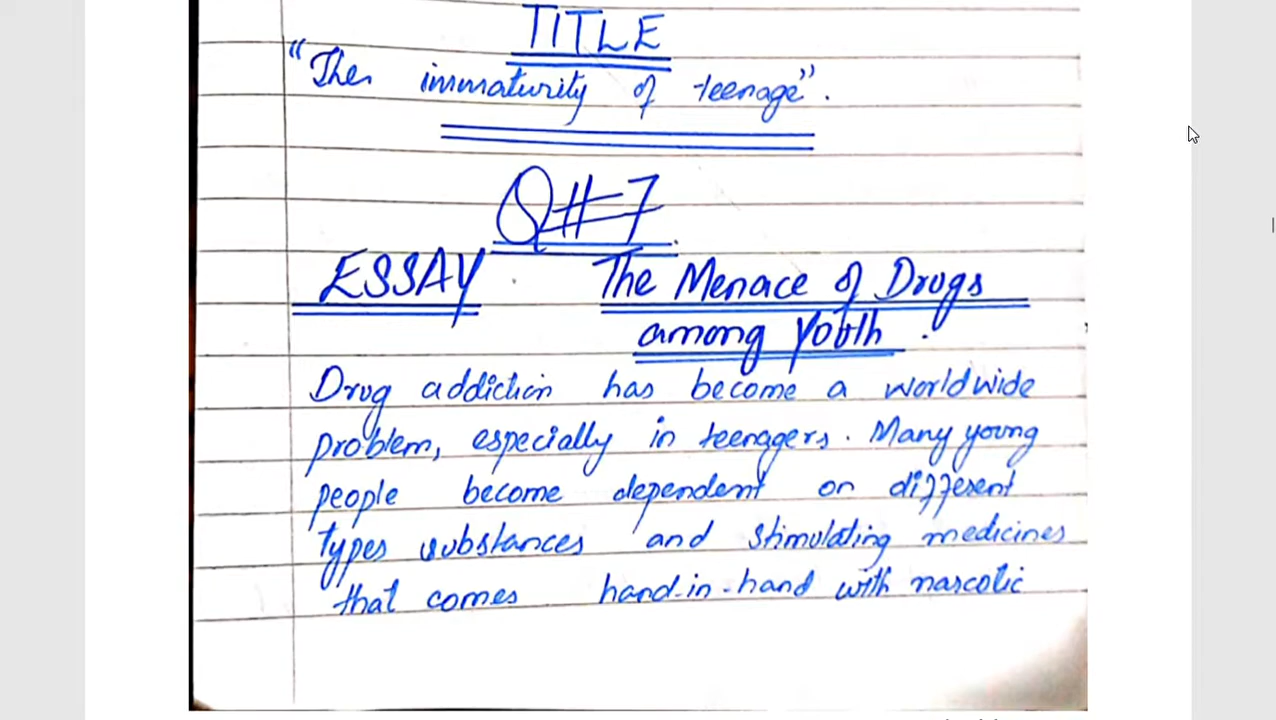 TITLE
"The immaturity of teenage".
Q#7
ESSAY The Menace of Drugs
among Youth.
Drug addiction has become a worldwide
problem, especially in teenagers. Many young
people become dependent on different
types substances and stimulating medicines
that comes hand-in-hand with narcotic